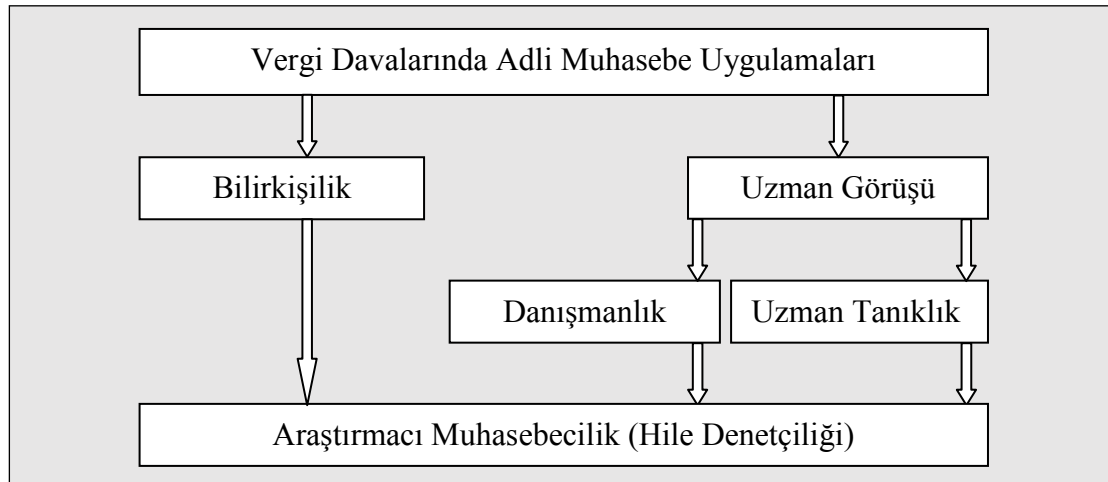 Vergi Davalarında Adli Muhasebe Uygulamaları
Bilirkişilik
Uzman Görüşü
Danışmanlık
Uzman Tanıklık
Araştırmacı Muhasebecilik (Hile Denetçiliği)